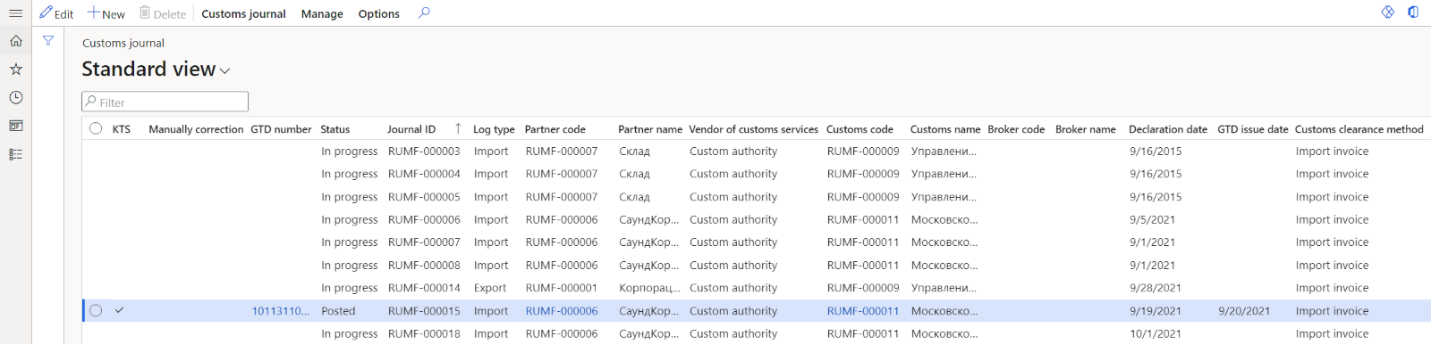 Edit New Delete Customs journal Manage Options
Customs journal
Standard view
Filter
KTS Manually correction GTD number Status Journal ID Log type Partner code Partner name Vendor of customs services Customs code Customs name Broker code Broker name Declaration date GTD issue date Customs clearance method
In progress RUMF-000003 Import RUMF-000007 Склад Custom authority RUMF-000009 Управлени... 9/16/2015 Import invoice
In progress RUMF-000004 Import RUMF-000007 Склад Custom authority RUMF-000009 Управлени... 9/16/2015 Import invoice
In progress RUMF-000005 Import RUMF-000007 Склад Custom authority RUMF-000009 Управлени... 9/16/2015 Import invoice
In progress RUMF-000006 Import RUMF-000006 СаундКор... Custom authority RUMF-000011 Московско... 9/5/2021 Import invoice
In progress RUMF-000007 Import RUMF-000006 СаундКор... Custom authority RUMF-000011 Московско... 9/1/2021 Import invoice
In progress RUMF-000008 Import RUMF-000006 СаундКор... Custom authority RUMF-000011 Московско... 9/1/2021 Import invoice
In progress RUMF-000014 Export RUMF-000001 Корпорац... Custom authority RUMF-000009 Управлени... 9/28/2021 Import invoice
10113110... Posted RUMF-000015 Import RUMF-000006 СаундКор... Custom authority RUMF-000011 Московско... 9/19/2021 9/20/2021 Import invoice
In progress RUMF-000018 Import RUMF-000006 СаундКор... Custom authority RUMF-000011 Московско... 10/1/2021 Import invoice